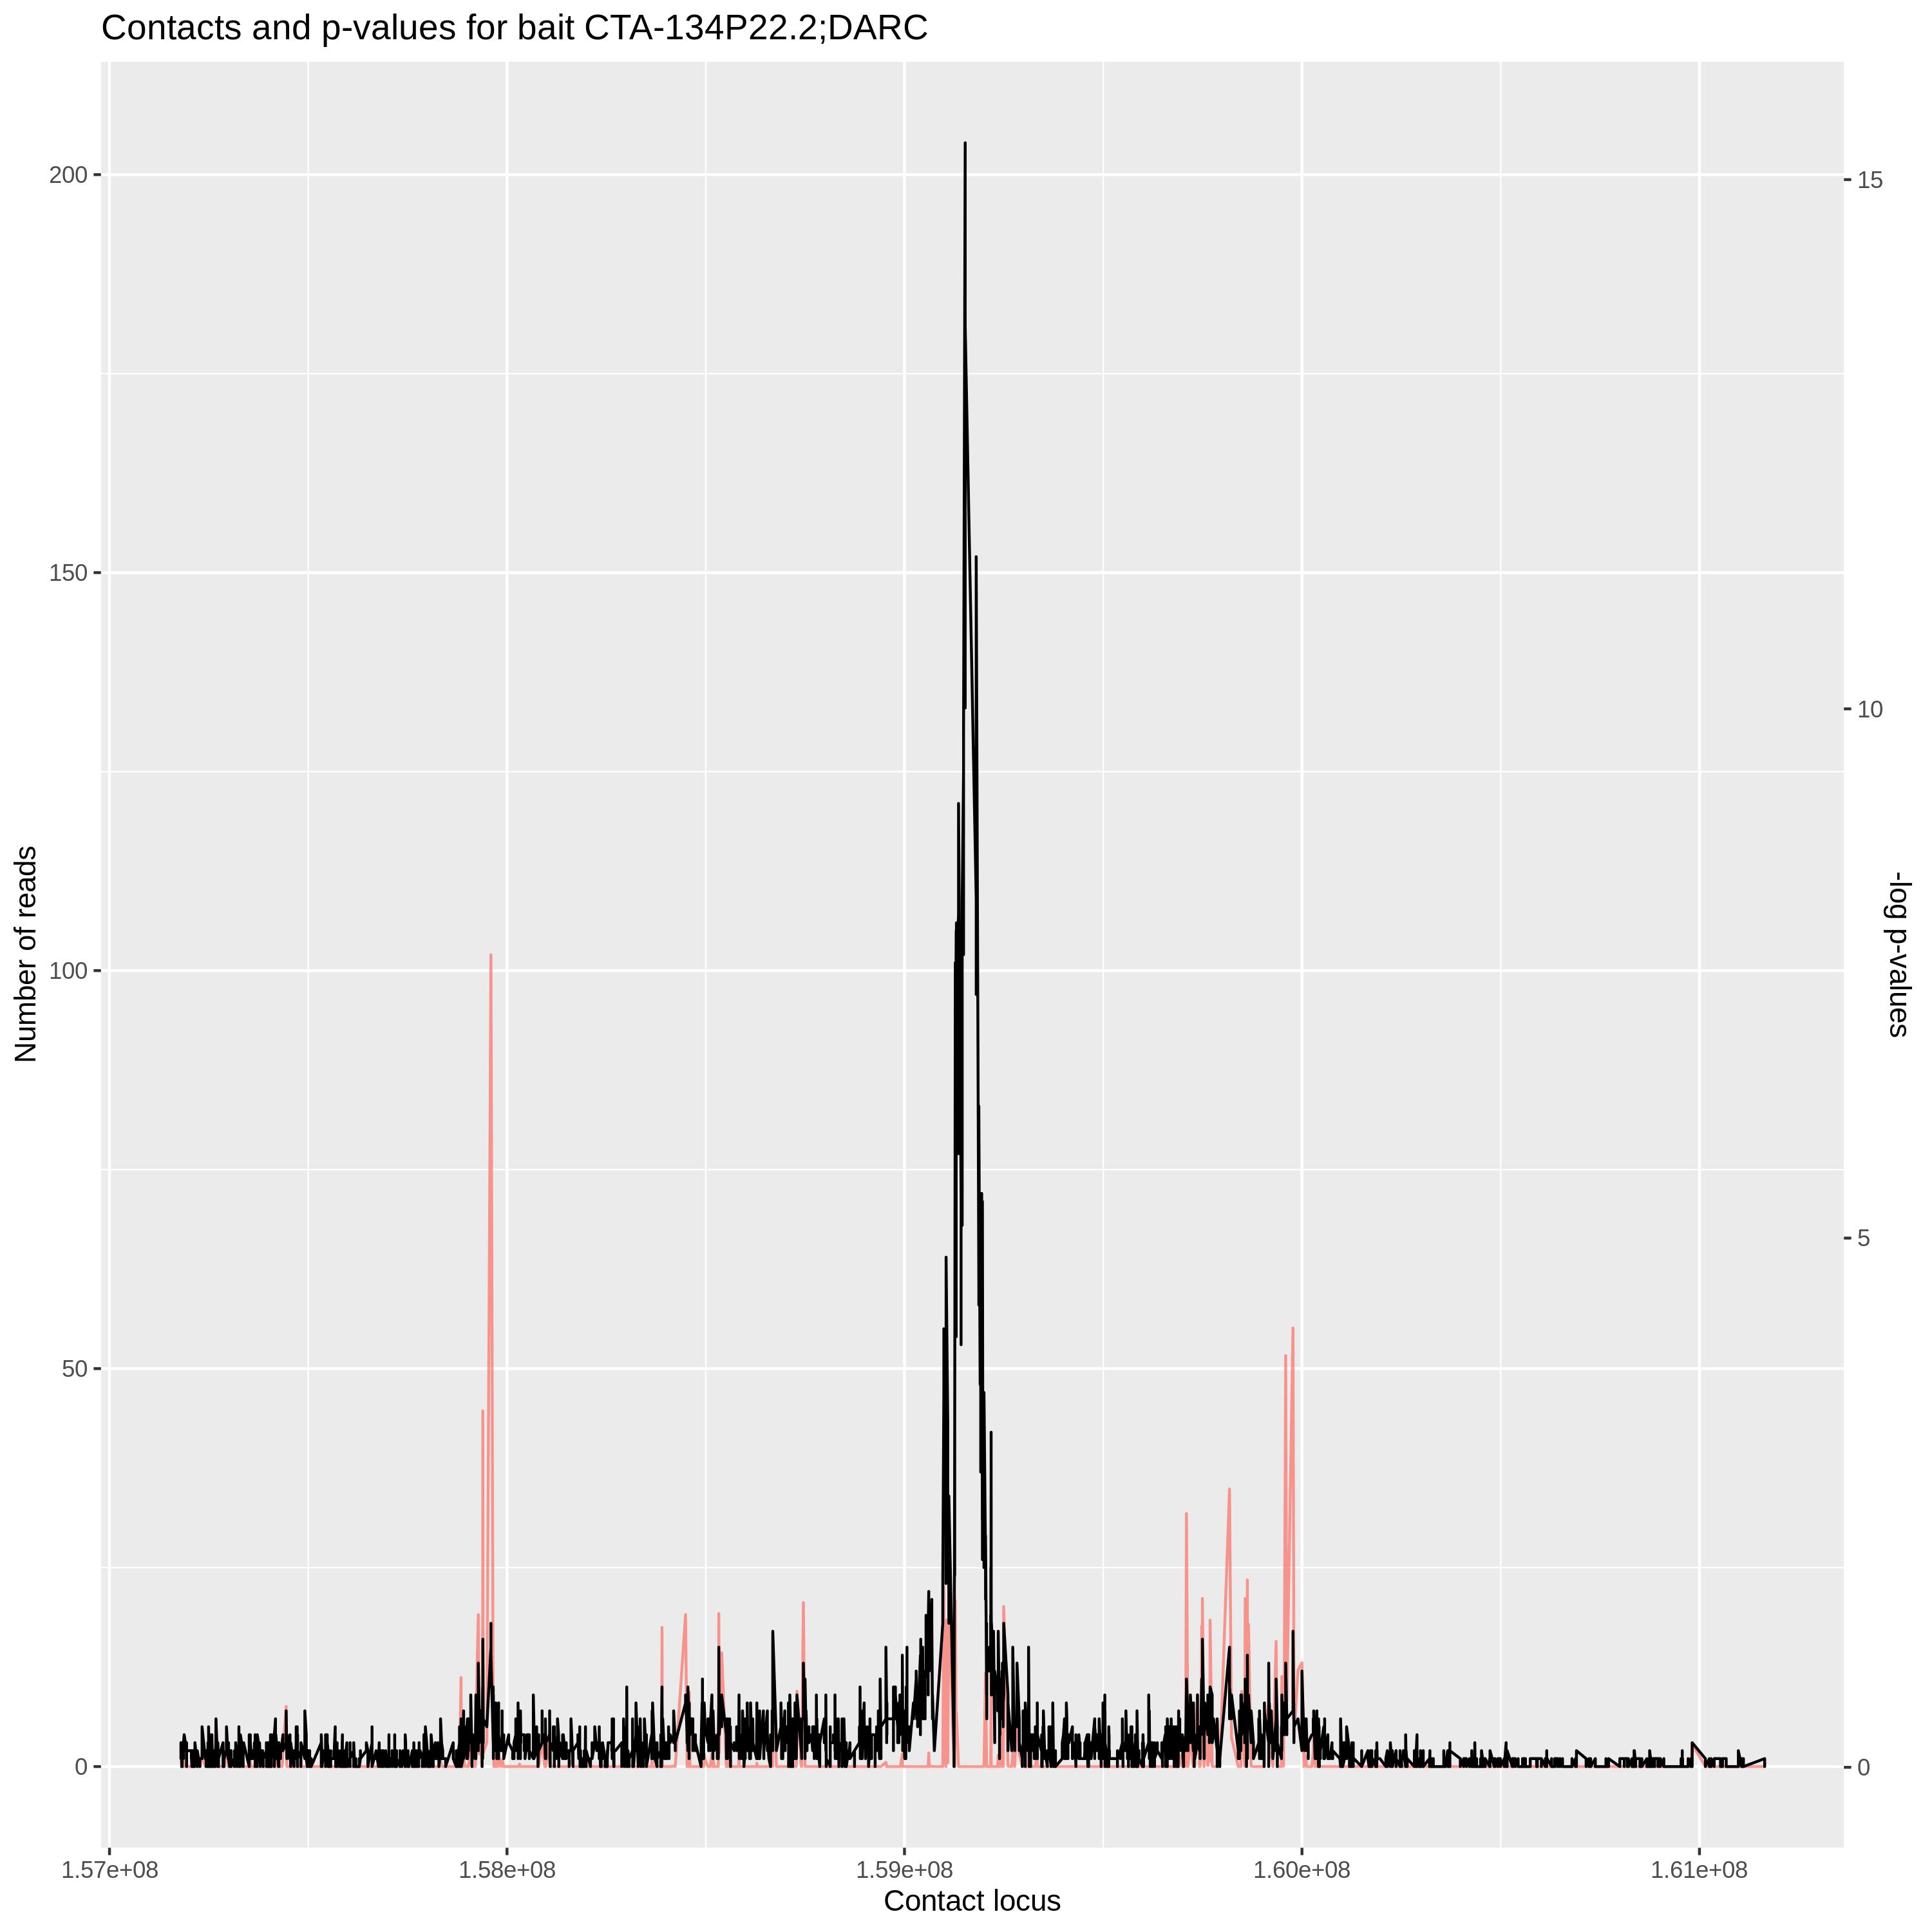 Contacts and p-values for bait CTA-134P22.2;DARC
200
150
100
50
0
Number of reads
15
10
5
0
-log p-values
1.57e+08
1.58e+08
1.59e+08
1.60e+08
1.61e+08
Contact locus